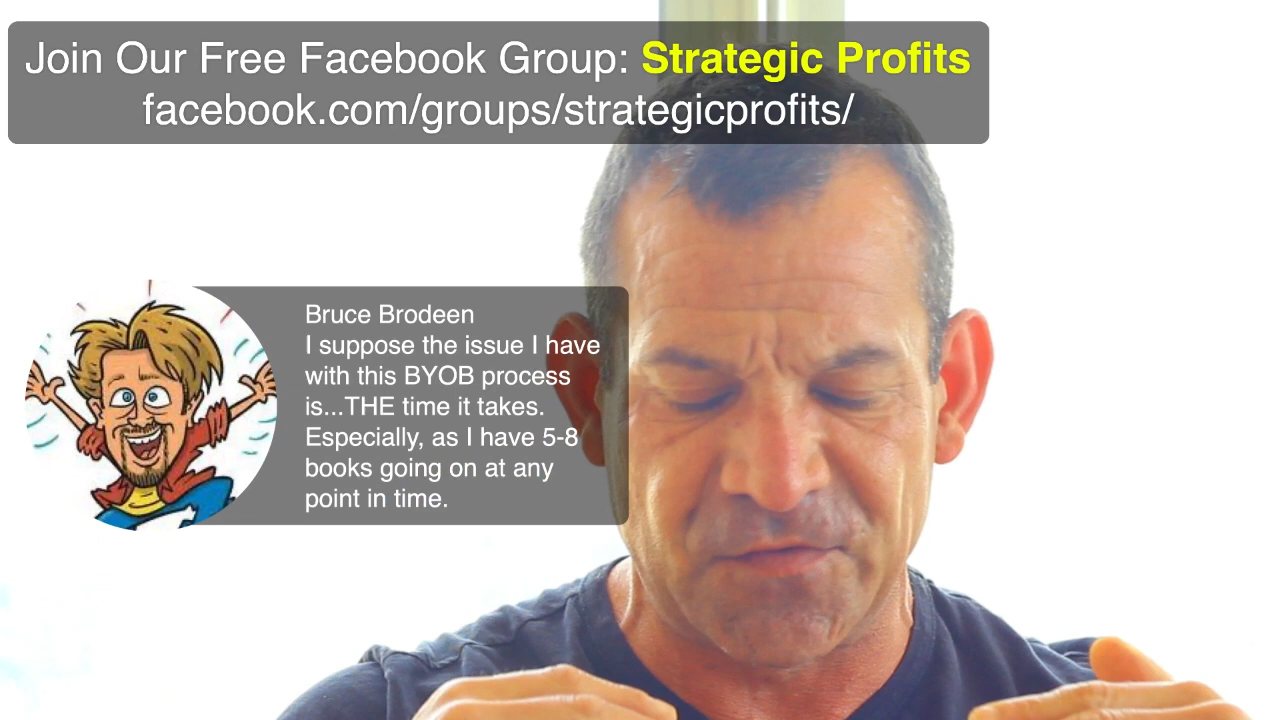 Join Our Free Facebook Group: Strategic Profits
facebook.com/groups/strategicprofits/
Bruce Brodeen
I suppose the issue I have
with this BYOB process
is...THE time it takes.
Especially, as I have 5-8
books going on at any
point in time.